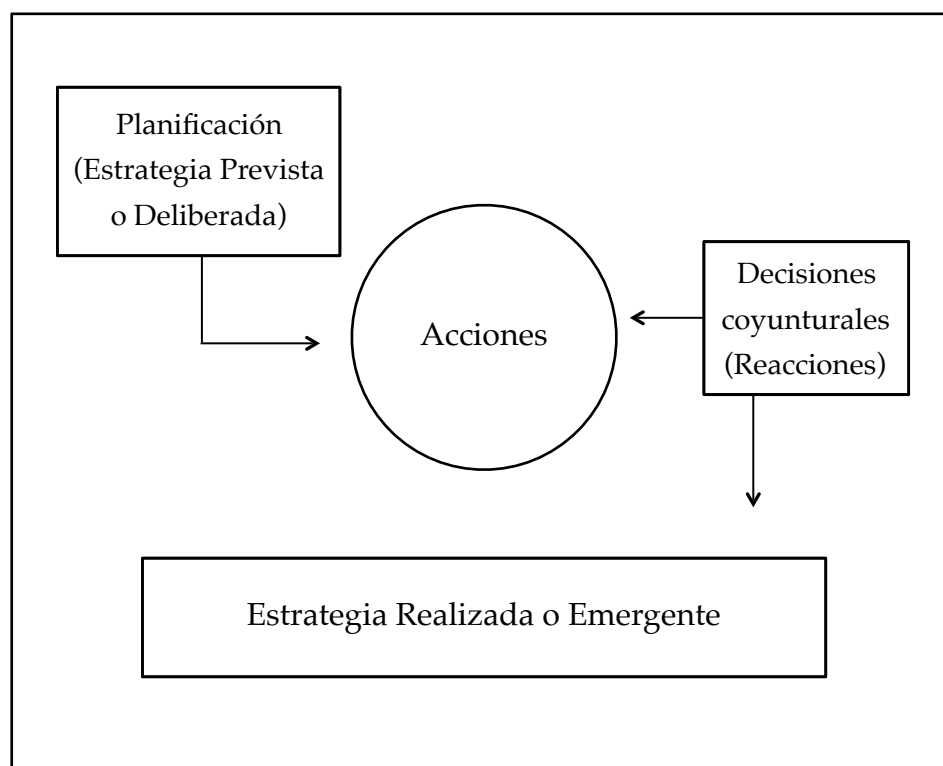 Planificación
(Estrategia Prevista
o Deliberada)
Acciones
Decisiones
coyunturales
(Reacciones)
Estrategia Realizada o Emergente